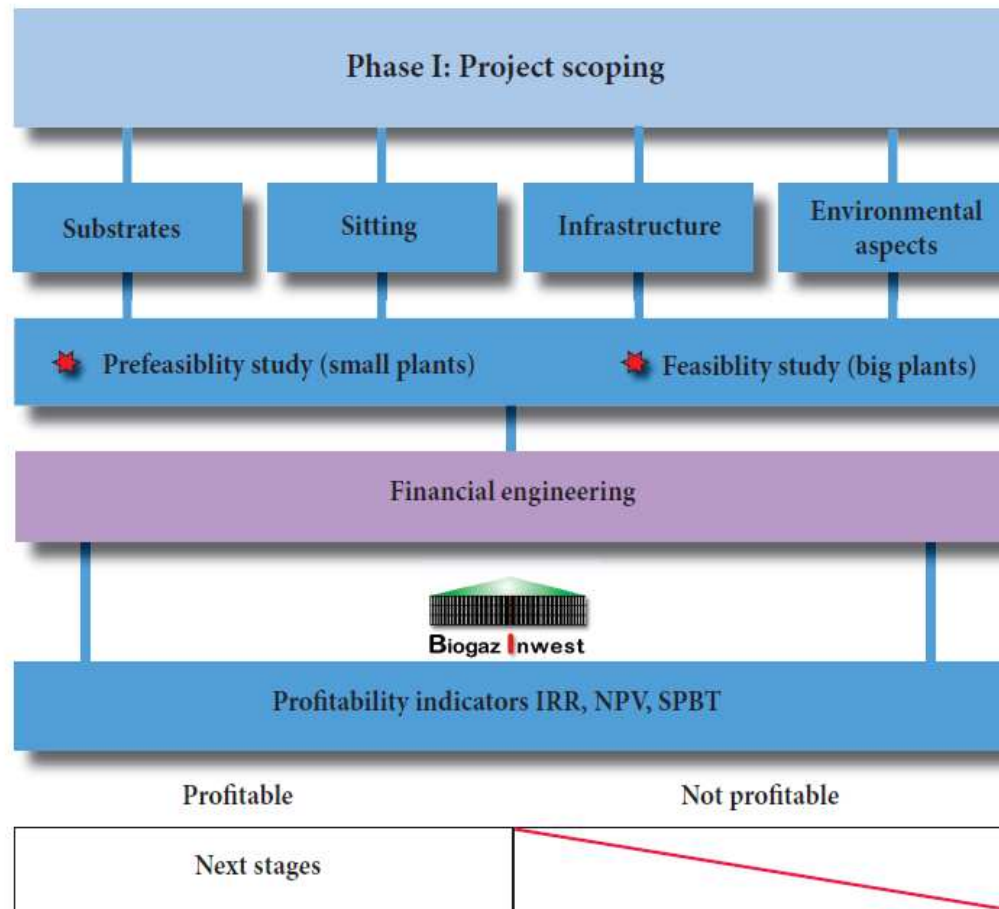 Phase I: Project scoping
Substrates
Sitting
Infrastructure
Environmental
aspects
Prefeasiblity study (small plants)
Feasiblity study (big plants)
Financial engineering
Biogaz Inwest
Profitability indicators IRR, NPV, SPBT
Profitable
Not profitable
Next stages